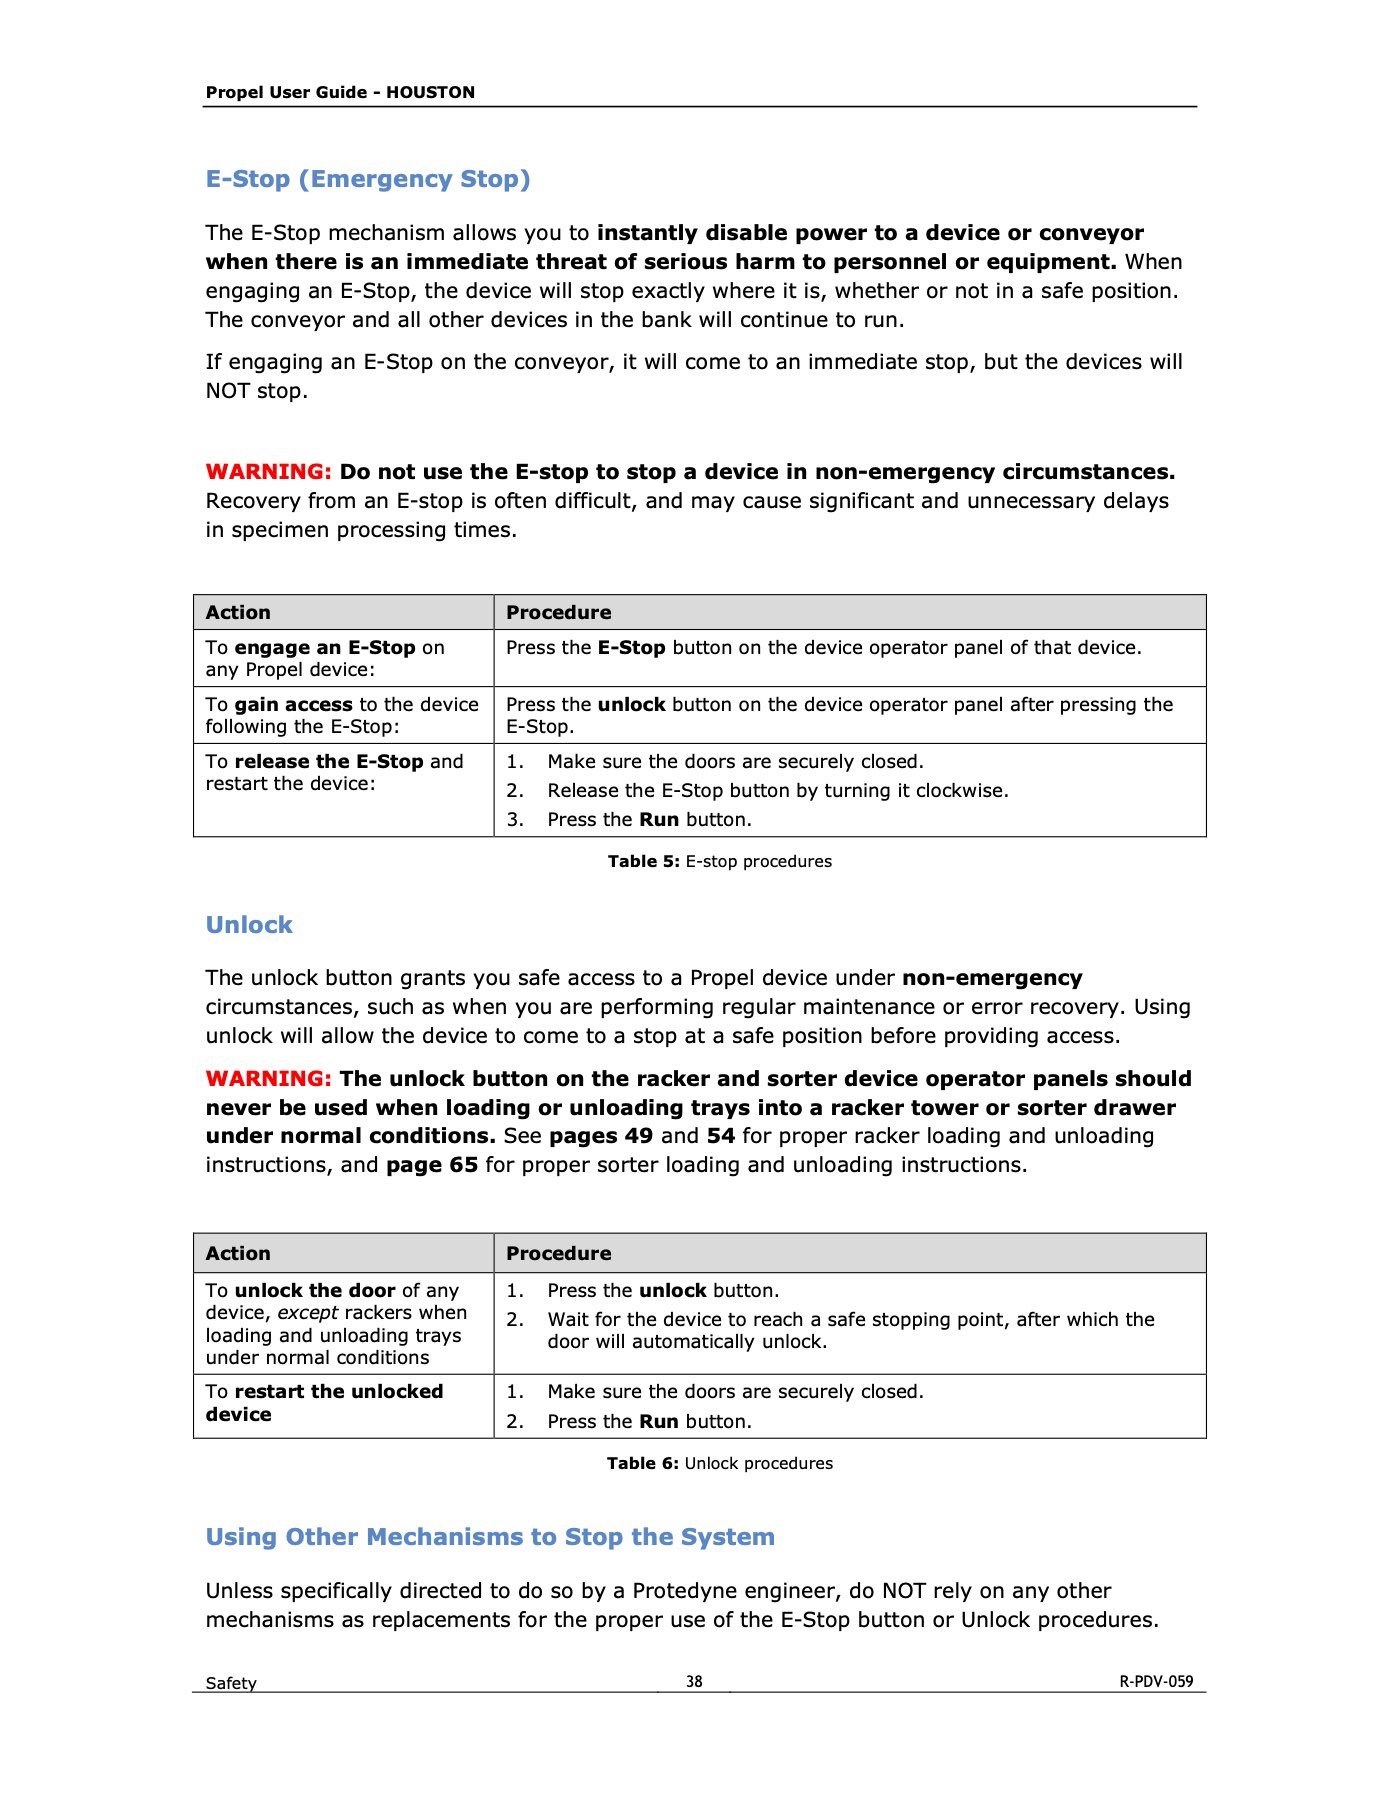 Propel User Guide - HOUSTON
E-Stop (Emergency Stop)
The E-Stop mechanism allows you to instantly disable power to a device or conveyor
when there is an immediate threat of serious harm to personnel or equipment. When
engaging an E-Stop, the device will stop exactly where it is, whether or not in a safe position.
The conveyor and all other devices in the bank will continue to run.
If engaging an E-Stop on the conveyor, it will come to an immediate stop, but the devices will
NOT stop.
WARNING: Do not use the E-stop to stop a device in non-emergency circumstances.
Recovery from an E-stop is often difficult, and may cause significant and unnecessary delays
in specimen processing times.
Action Procedure
To engage an E-Stop on
any Propel device:
Press the E-Stop button on the device operator panel of that device.
To gain access to the device
following the E-Stop:
Press the unlock button on the device operator panel after pressing the
E-Stop.
To release the E-Stop and
restart the device:
1. Make sure the doors are securely closed.
2. Release the E-Stop button by turning it clockwise.
3. Press the Run button.
Table 5: E-stop procedures
Unlock
The unlock button grants you safe access to a Propel device under non-emergency
circumstances, such as when you are performing regular maintenance or error recovery. Using
unlock will allow the device to come to a stop at a safe position before providing access.
WARNING: The unlock button on the racker and sorter device operator panels should
never be used when loading or unloading trays into a racker tower or sorter drawer
under normal conditions. See pages 49 and 54 for proper racker loading and unloading
instructions, and page 65 for proper sorter loading and unloading instructions.
Action Procedure
To unlock the door of any
device, except rackers when
loading and unloading trays
under normal conditions
1. Press the unlock button.
2. Wait for the device to reach a safe stopping point, after which the
door will automatically unlock.
To restart the unlocked
device
1. Make sure the doors are securely closed.
2. Press the Run button.
Table 6: Unlock procedures
Using Other Mechanisms to Stop the System
Unless specifically directed to do so by a Protedyne engineer, do NOT rely on any other
mechanisms as replacements for the proper use of the E-Stop button or Unlock procedures.
Safety 38 R-PDV-059